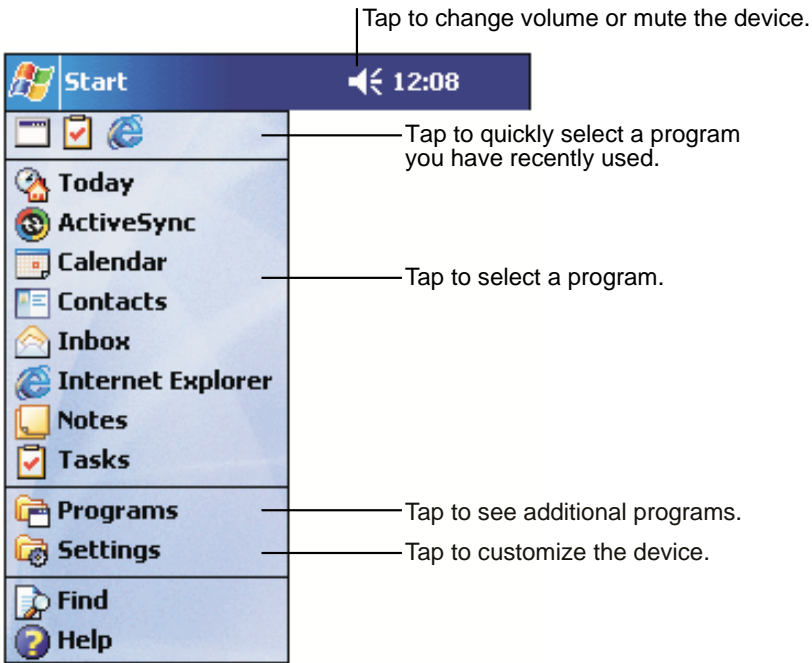 Tap to change volume or mute the device.
Start 12:08
Tap to quickly select a program
you have recently used.
Today
ActiveSync
Calendar
Tap to select a program.
Contacts
Inbox
Internet Explorer
Notes
Tasks
Programs
Tap to see additional programs.
Settings
Tap to customize the device.
Find
Help